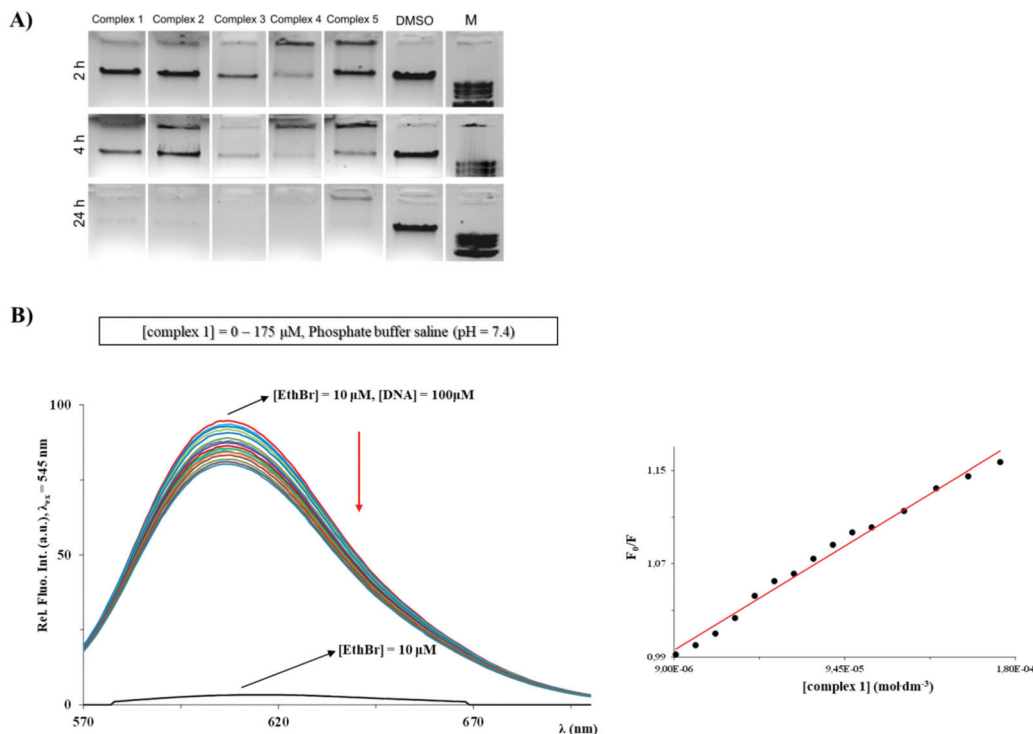 A)
Complex 1 Complex 2 Complex 3 Complex 4 Complex 5 DMSO M
2 h
4 h
24 h
B)
[complex 1] = 0 – 175 μM, Phosphate buffer saline (pH = 7.4)
[EthBr] = 10 μM, [DNA] = 100μM
Rel. Fluo. Int. (a.u.), λex = 545 nm
100
50
0
[EthBr] = 10 μM
570 620 670
λ (nm)
F₀/F
1,15
1,07
0,99
9,00E-06 9,45E-05 1,80E-04
[complex 1] (mol·dm⁻³)